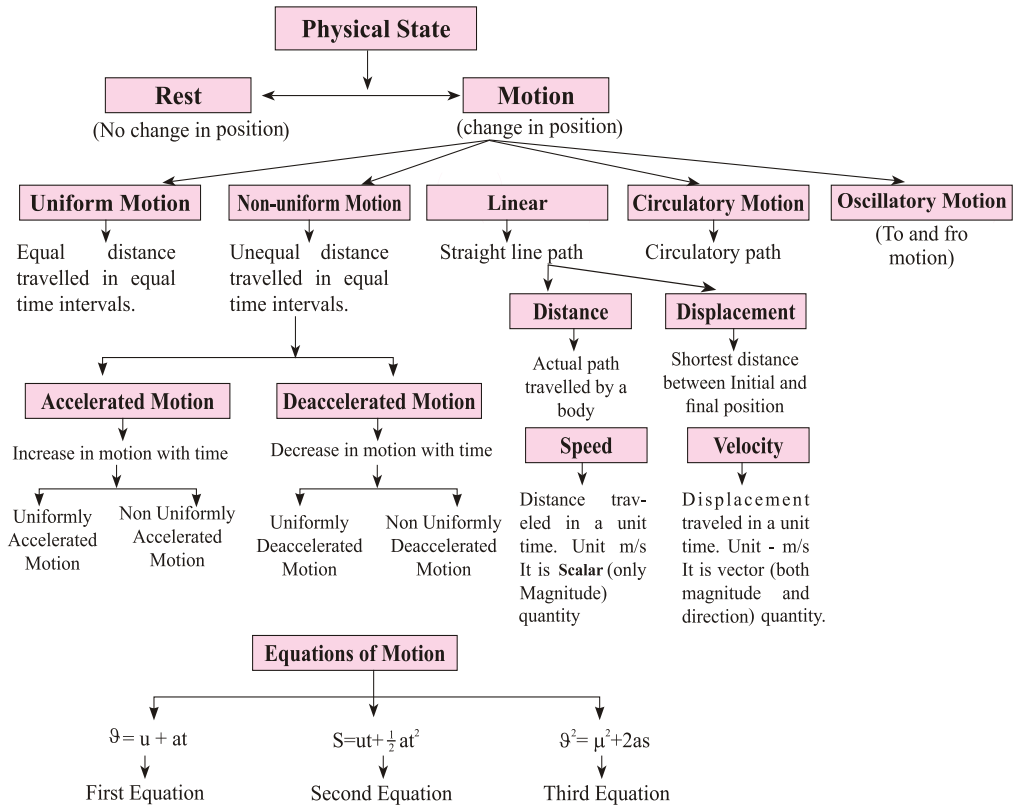 Physical State
Rest
(No change in position)
Motion
(change in position)
Uniform Motion
Equal distance
travelled in equal
time intervals.
Non-uniform Motion
Unequal distance
travelled in equal
time intervals.
Linear
Straight line path
Circulatory Motion
Circulatory path
Oscillatory Motion
(To and fro
motion)
Distance
Actual path
travelled by a
body
Displacement
Shortest distance
between Initial and
final position
Accelerated Motion
Increase in motion with time
Uniformly
Accelerated
Motion
Non Uniformly
Accelerated
Motion
Deaccelerated Motion
Decrease in motion with time
Uniformly
Deaccelerated
Motion
Non Uniformly
Deaccelerated
Motion
Speed
Distance trav-
eled in a unit
time. Unit m/s
It is Scalar (only
Magnitude)
quantity
Velocity
Displacement
traveled in a unit
time. Unit - m/s
It is vector (both
magnitude and
direction) quantity.
Equations of Motion
ϑ = u + at
First Equation
S=ut+½ at²
Second Equation
ϑ²= μ²+2as
Third Equation